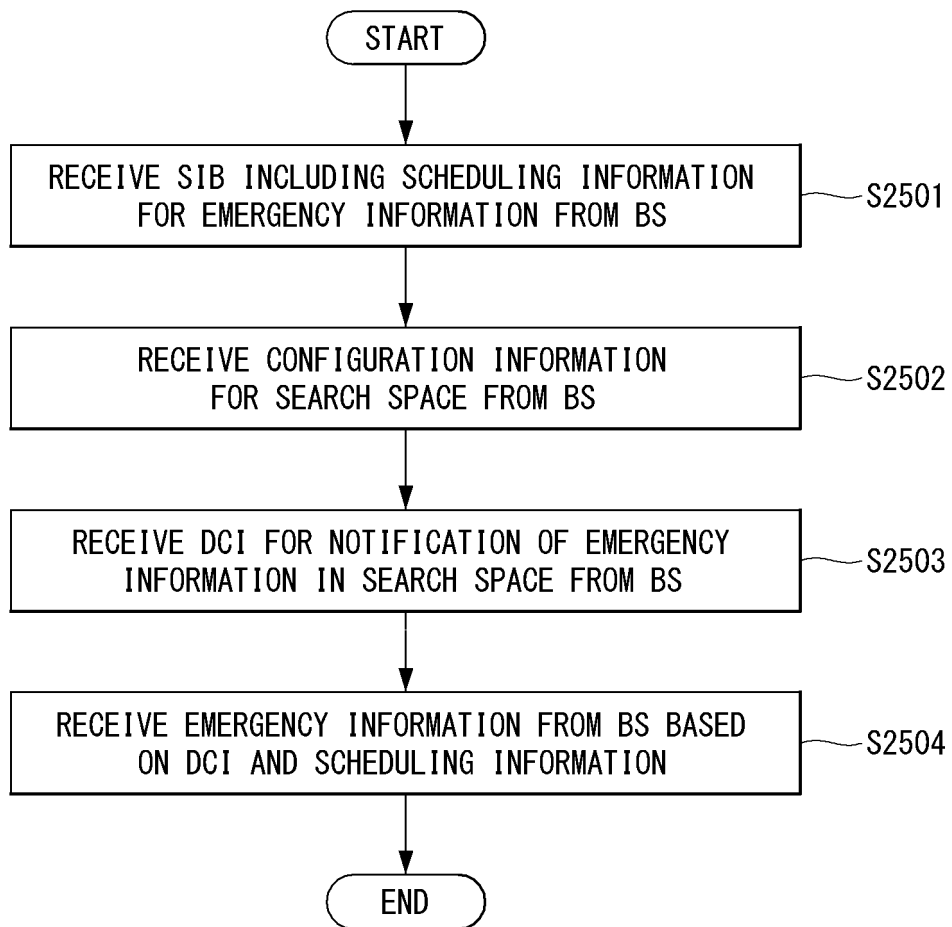 START
RECEIVE SIB INCLUDING SCHEDULING INFORMATION
FOR EMERGENCY INFORMATION FROM BS
S2501
RECEIVE CONFIGURATION INFORMATION
FOR SEARCH SPACE FROM BS
S2502
RECEIVE DCI FOR NOTIFICATION OF EMERGENCY
INFORMATION IN SEARCH SPACE FROM BS
S2503
RECEIVE EMERGENCY INFORMATION FROM BS BASED
ON DCI AND SCHEDULING INFORMATION
S2504
END